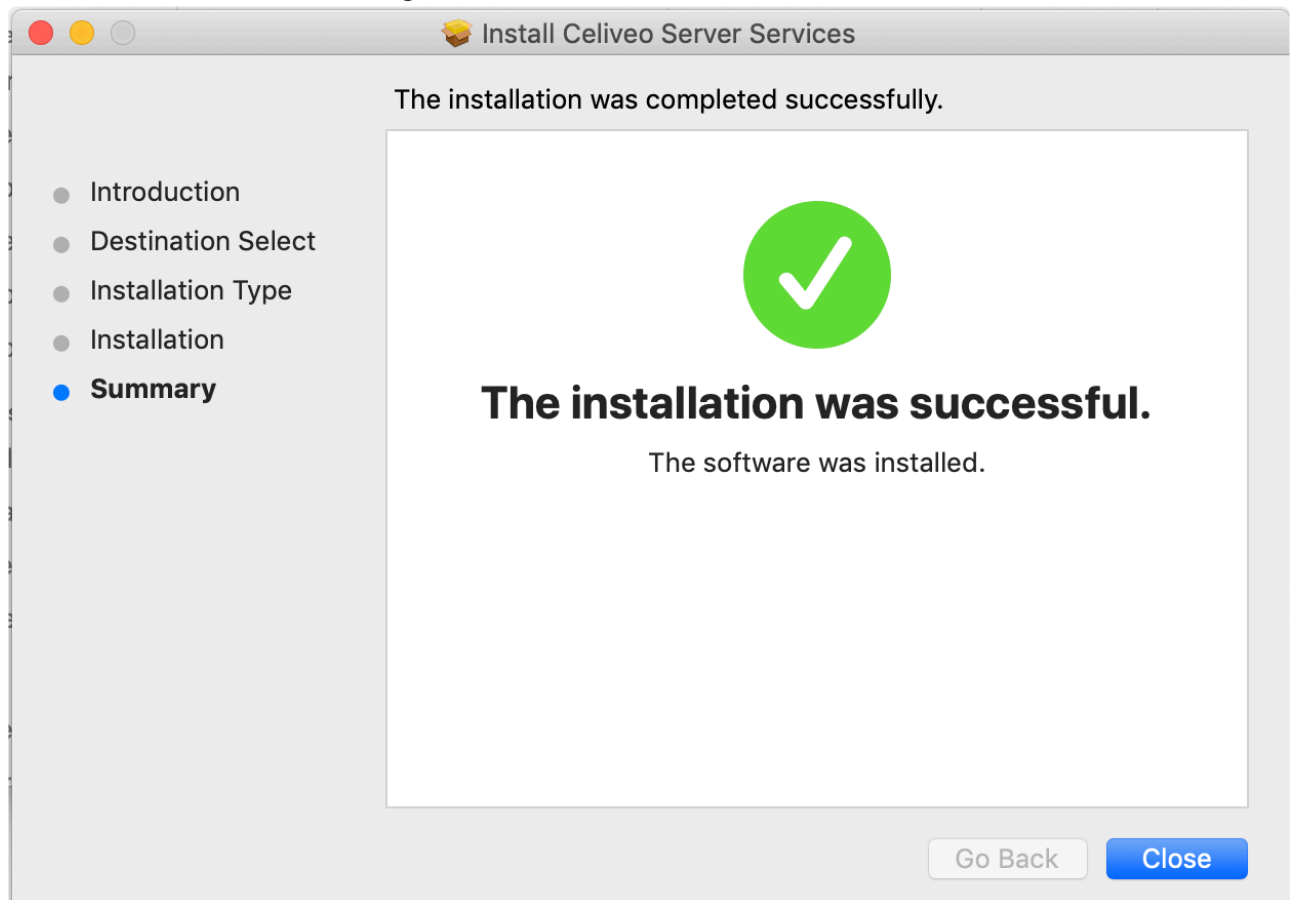 Install Celiveo Server Services
The installation was completed successfully.
Introduction
Destination Select
Installation Type
Installation
Summary
The installation was successful.
The software was installed.
Go Back
Close